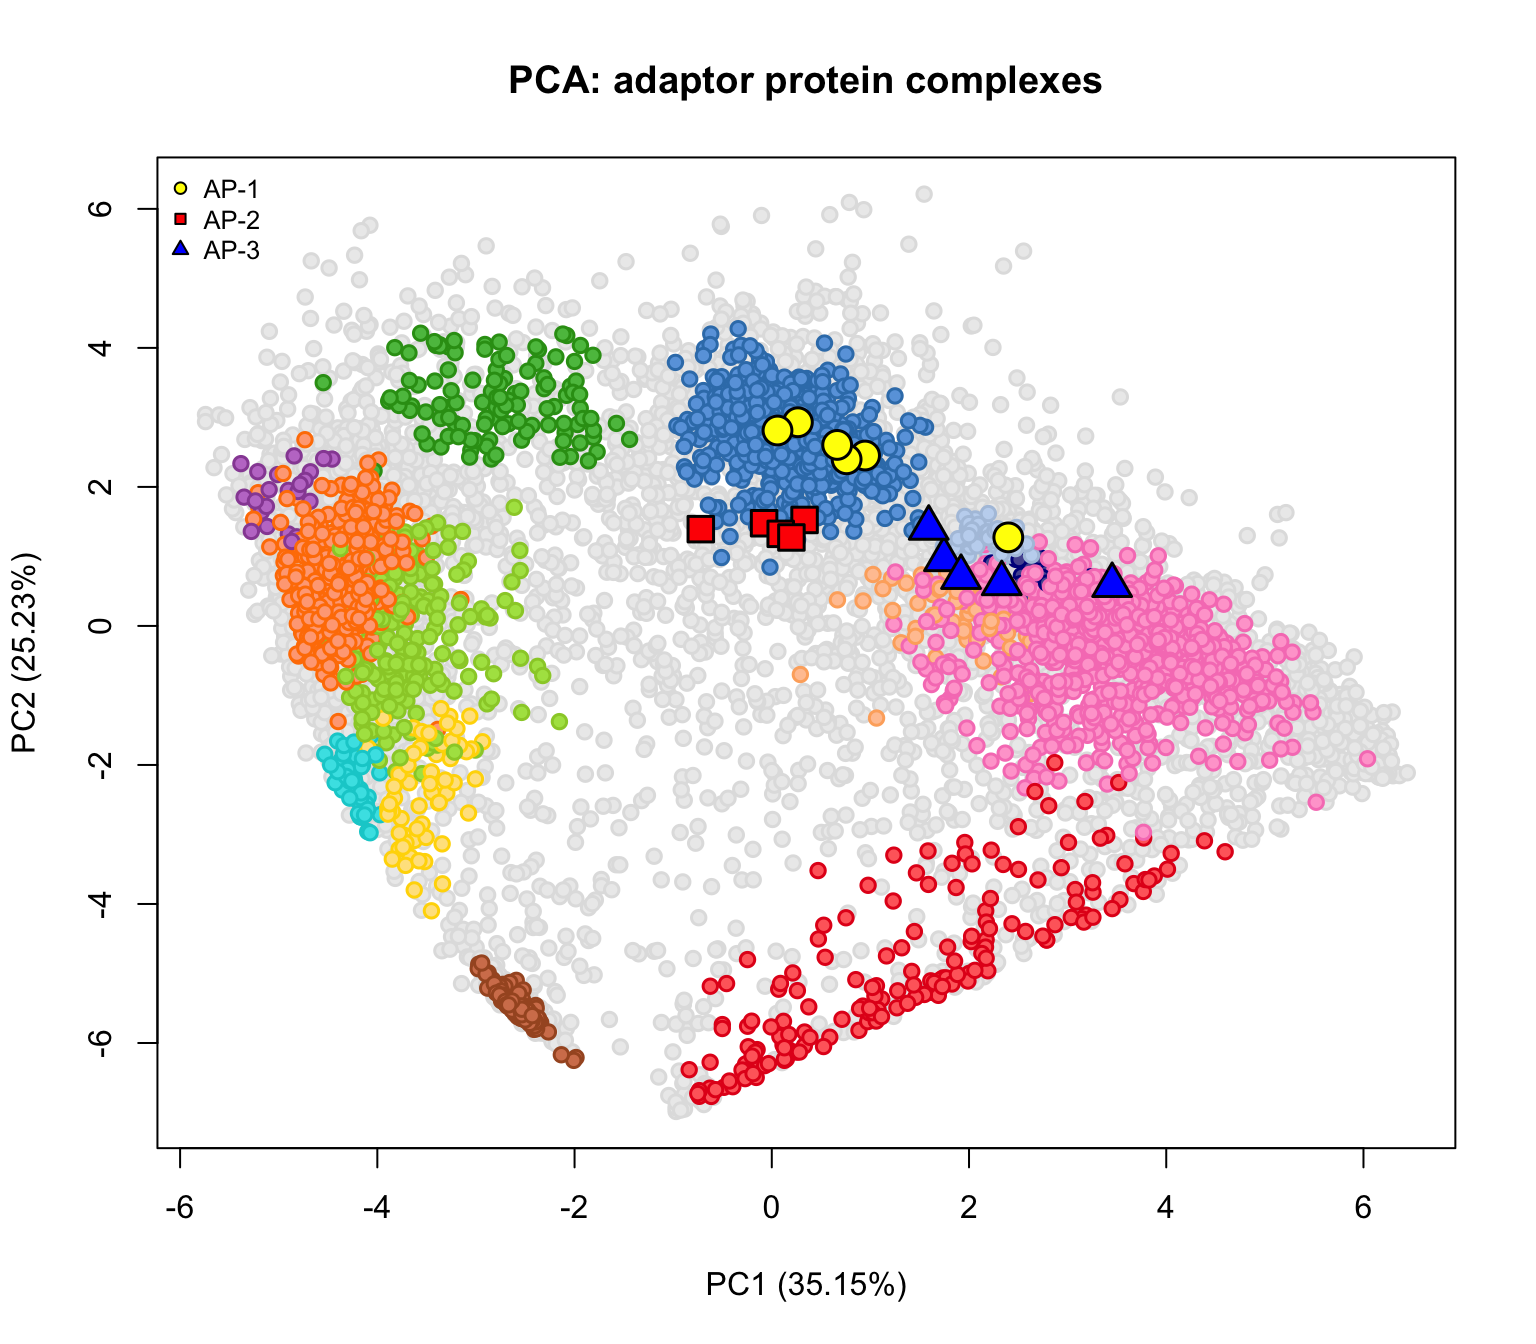 PCA: adaptor protein complexes
AP-1
AP-2
AP-3
6
4
2
0
-2
-4
-6
PC2 (25.23%)
-6 -4 -2 0 2 4 6
PC1 (35.15%)